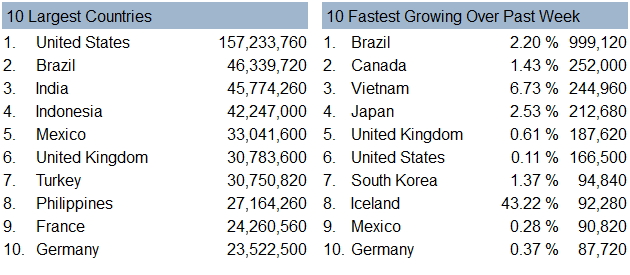 10 Largest Countries
1. United States 157,233,760
2. Brazil 46,339,720
3. India 45,774,260
4. Indonesia 42,247,000
5. Mexico 33,041,600
6. United Kingdom 30,783,600
7. Turkey 30,750,820
8. Philippines 27,164,260
9. France 24,260,560
10. Germany 23,522,500
10 Fastest Growing Over Past Week
1. Brazil 2.20 % 999,120
2. Canada 1.43 % 252,000
3. Vietnam 6.73 % 244,960
4. Japan 2.53 % 212,680
5. United Kingdom 0.61 % 187,620
6. United States 0.11 % 166,500
7. South Korea 1.37 % 94,840
8. Iceland 43.22 % 92,280
9. Mexico 0.28 % 90,820
10. Germany 0.37 % 87,720